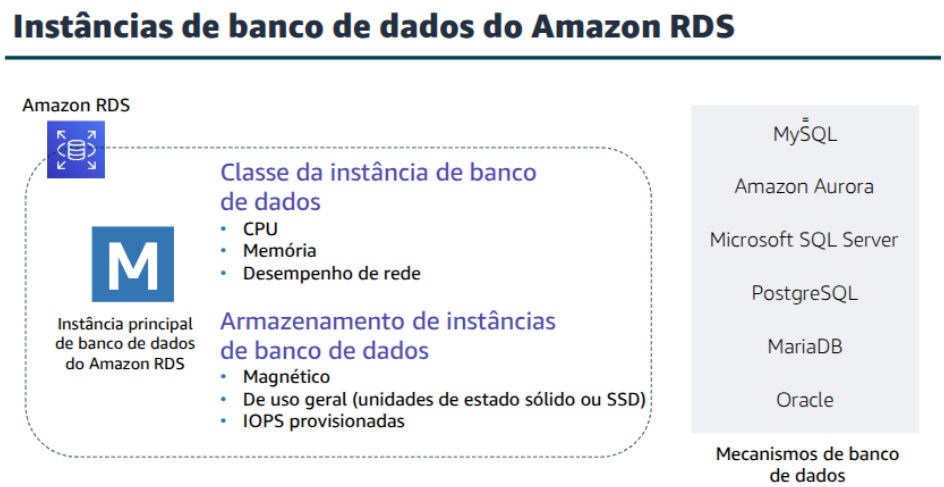 Instâncias de banco de dados do Amazon RDS
Amazon RDS
M
Instância principal
de banco de dados
do Amazon RDS
Classe da instância de banco
de dados
• CPU
• Memória
• Desempenho de rede
Armazenamento de instâncias
de banco de dados
• Magnético
• De uso geral (unidades de estado sólido ou SSD)
• IOPS provisionadas
MySQL
Amazon Aurora
Microsoft SQL Server
PostgreSQL
MariaDB
Oracle
Mecanismos de banco
de dados